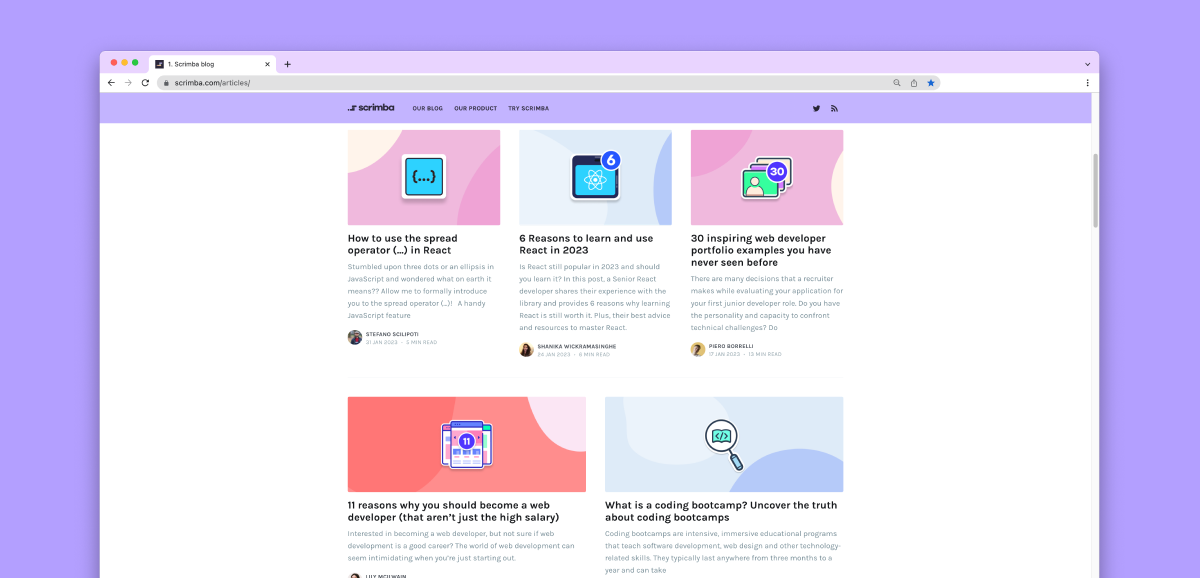 1. Scrimba blog
scrimba.com/articles/
scrimba OUR BLOG OUR PRODUCT TRY SCRIMBA
{...}
How to use the spread
operator (...) in React
Stumbled upon three dots or an ellipsis in
JavaScript and wondered what on earth it
means?? Allow me to formally introduce
you to the spread operator (...)! A handy
JavaScript feature
STEFANO SCILIPOTI
31 JAN 2023 • 5 MIN READ
6
6 Reasons to learn and use
React in 2023
Is React still popular in 2023 and should
you learn it? In this post, a Senior React
developer shares their experience with the
library and provides 6 reasons why learning
React is still worth it. Plus, their best advice
and resources to master React.
SHANIKA WICKRAMASINGHE
24 JAN 2023 • 6 MIN READ
30
30 inspiring web developer
portfolio examples you have
never seen before
There are many decisions that a recruiter
makes while evaluating your application for
your first junior developer role. Do you have
the personality and capacity to confront
technical challenges? Do
PIERO BORRELLI
17 JAN 2023 • 13 MIN READ
11
11 reasons why you should become a web
developer (that aren't just the high salary)
Interested in becoming a web developer, but not sure if web
development is a good career? The world of web development can
seem intimidating when you're just starting out.
LILY MCILWAIN
</>
What is a coding bootcamp? Uncover the truth
about coding bootcamps
Coding bootcamps are intensive, immersive educational programs
that teach software development, web design and other technology-
related skills. They typically last anywhere from three months to a
year and can take